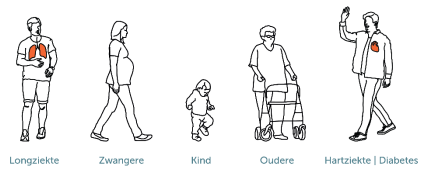 Longziekte
Zwangere
Kind
Oudere
Hartziekte | Diabetes